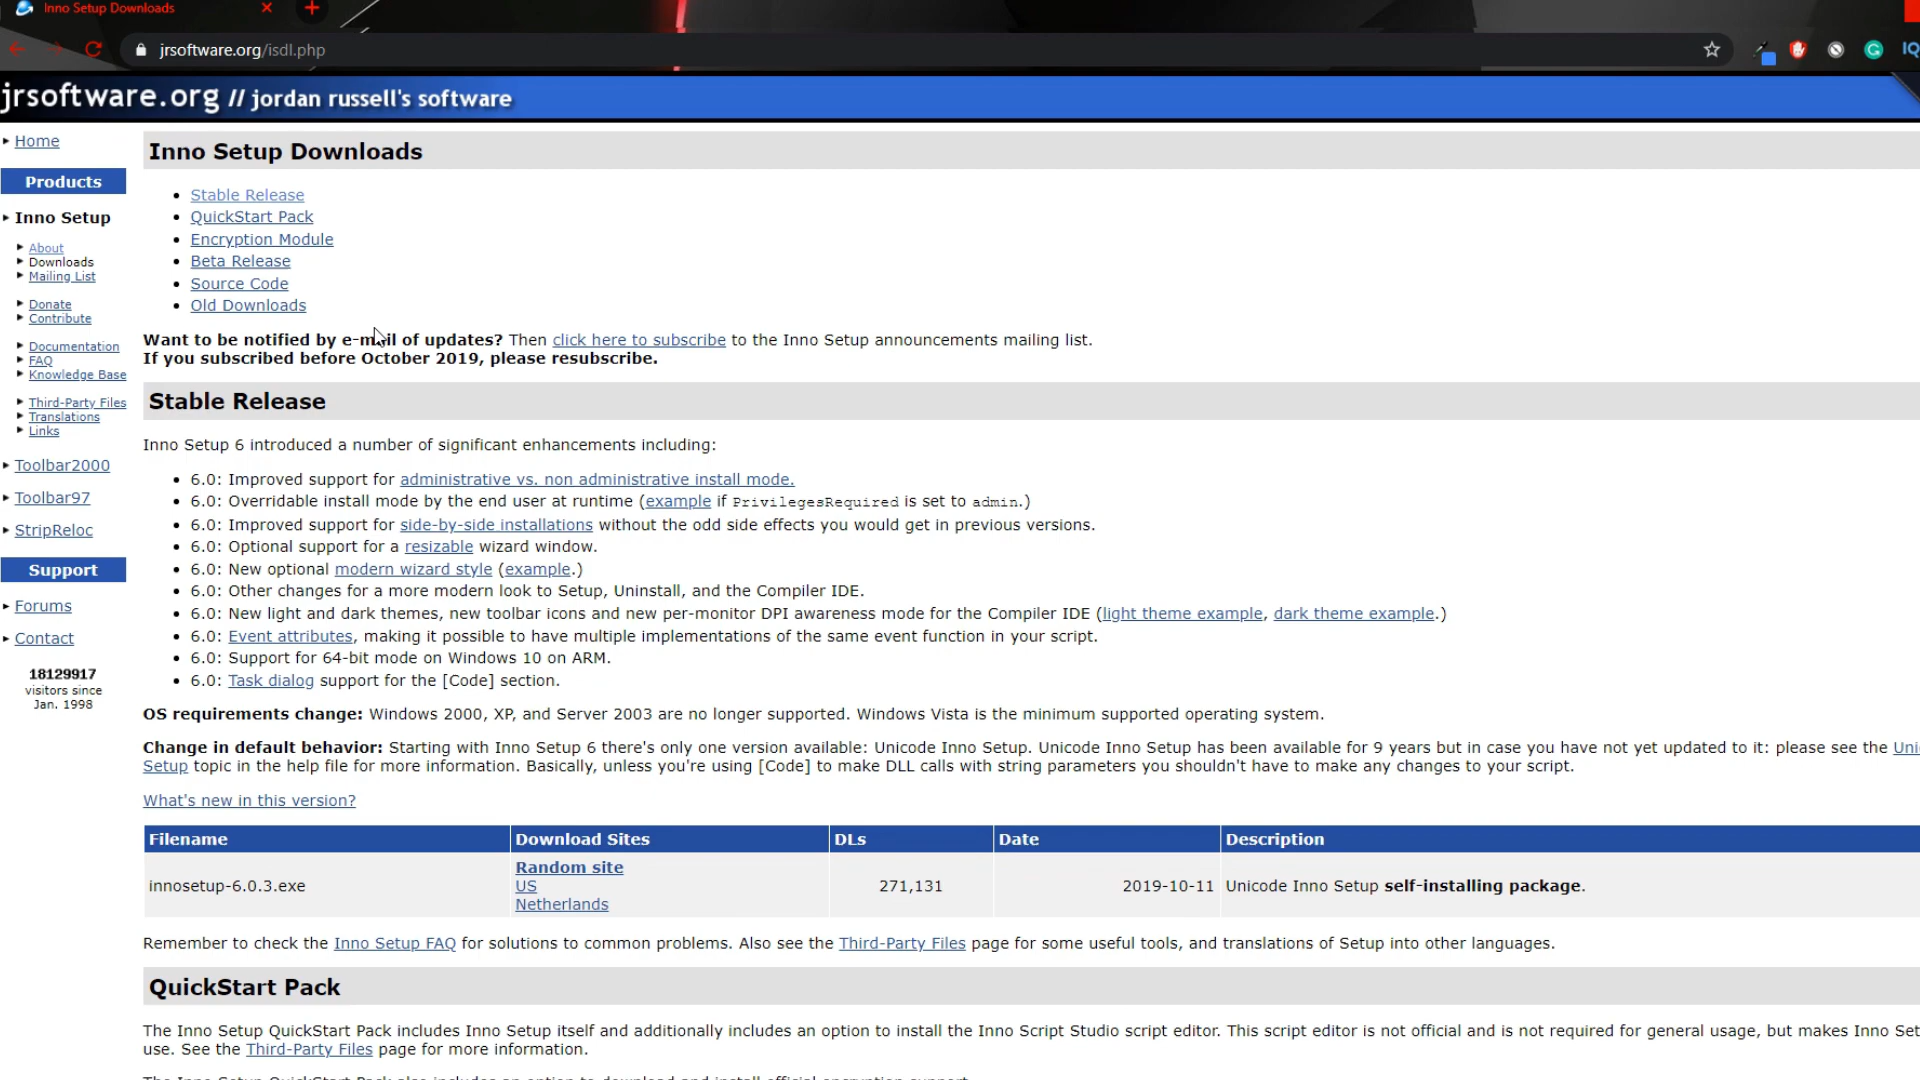 Inno Setup Downloads
jrsoftware.org/isdl.php
jrsoftware.org // jordan russell's software
Home
Products
Inno Setup
About
Downloads
Mailing List
Donate
Contribute
Documentation
FAQ
Knowledge Base
Third-Party Files
Translations
Links
Toolbar2000
Toolbar97
StripReloc
Support
Forums
Contact
18129917
visitors since
Jan. 1998
Inno Setup Downloads
Stable Release
QuickStart Pack
Encryption Module
Beta Release
Source Code
Old Downloads
Want to be notified by e-mail of updates? Then click here to subscribe to the Inno Setup announcements mailing list.
If you subscribed before October 2019, please resubscribe.
Stable Release
Inno Setup 6 introduced a number of significant enhancements including:
6.0: Improved support for administrative vs. non administrative install mode.
6.0: Overridable install mode by the end user at runtime (example if PrivilegesRequired is set to admin.)
6.0: Improved support for side-by-side installations without the odd side effects you would get in previous versions.
6.0: Optional support for a resizable wizard window.
6.0: New optional modern wizard style (example.)
6.0: Other changes for a more modern look to Setup, Uninstall, and the Compiler IDE.
6.0: New light and dark themes, new toolbar icons and new per-monitor DPI awareness mode for the Compiler IDE (light theme example, dark theme example.)
6.0: Event attributes, making it possible to have multiple implementations of the same event function in your script.
6.0: Support for 64-bit mode on Windows 10 on ARM.
6.0: Task dialog support for the [Code] section.
OS requirements change: Windows 2000, XP, and Server 2003 are no longer supported. Windows Vista is the minimum supported operating system.
Change in default behavior: Starting with Inno Setup 6 there's only one version available: Unicode Inno Setup. Unicode Inno Setup has been available for 9 years but in case you have not yet updated to it: please see the Uni
Setup topic in the help file for more information. Basically, unless you're using [Code] to make DLL calls with string parameters you shouldn't have to make any changes to your script.
What's new in this version?
Filename Download Sites DLs Date Description
Random site
innosetup-6.0.3.exe US 271,131 2019-10-11 Unicode Inno Setup self-installing package.
Netherlands
Remember to check the Inno Setup FAQ for solutions to common problems. Also see the Third-Party Files page for some useful tools, and translations of Setup into other languages.
QuickStart Pack
The Inno Setup QuickStart Pack includes Inno Setup itself and additionally includes an option to install the Inno Script Studio script editor. This script editor is not official and is not required for general usage, but makes Inno Set
use. See the Third-Party Files page for more information.
The Inno Setup QuickStart Pack also includes an option to download and install official encryption support.